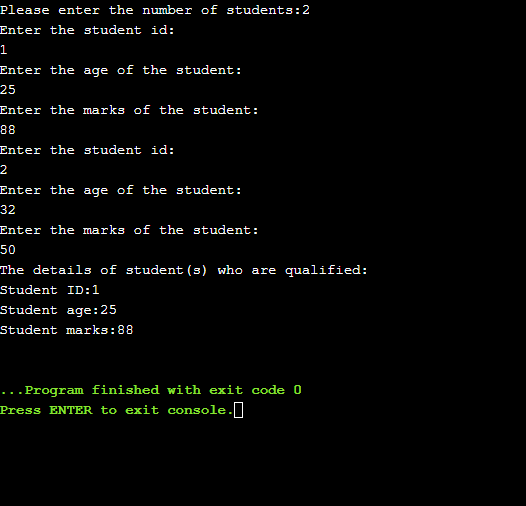 Please enter the number of students:2
Enter the student id:
1
Enter the age of the student:
25
Enter the marks of the student:
88
Enter the student id:
2
Enter the age of the student:
32
Enter the marks of the student:
50
The details of student(s) who are qualified:
Student ID:1
Student age:25
Student marks:88
...Program finished with exit code 0
Press ENTER to exit console.